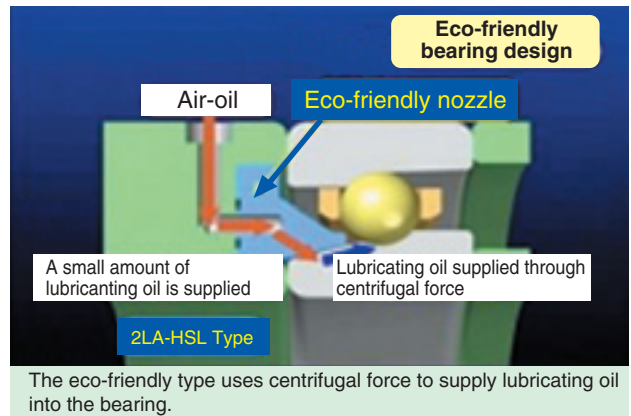 Eco-friendly
bearing design
Air-oil
Eco-friendly nozzle
A small amount of
lubricanting oil is supplied
Lubricating oil supplied through
centrifugal force
2LA-HSL Type
The eco-friendly type uses centrifugal force to supply lubricating oil
into the bearing.